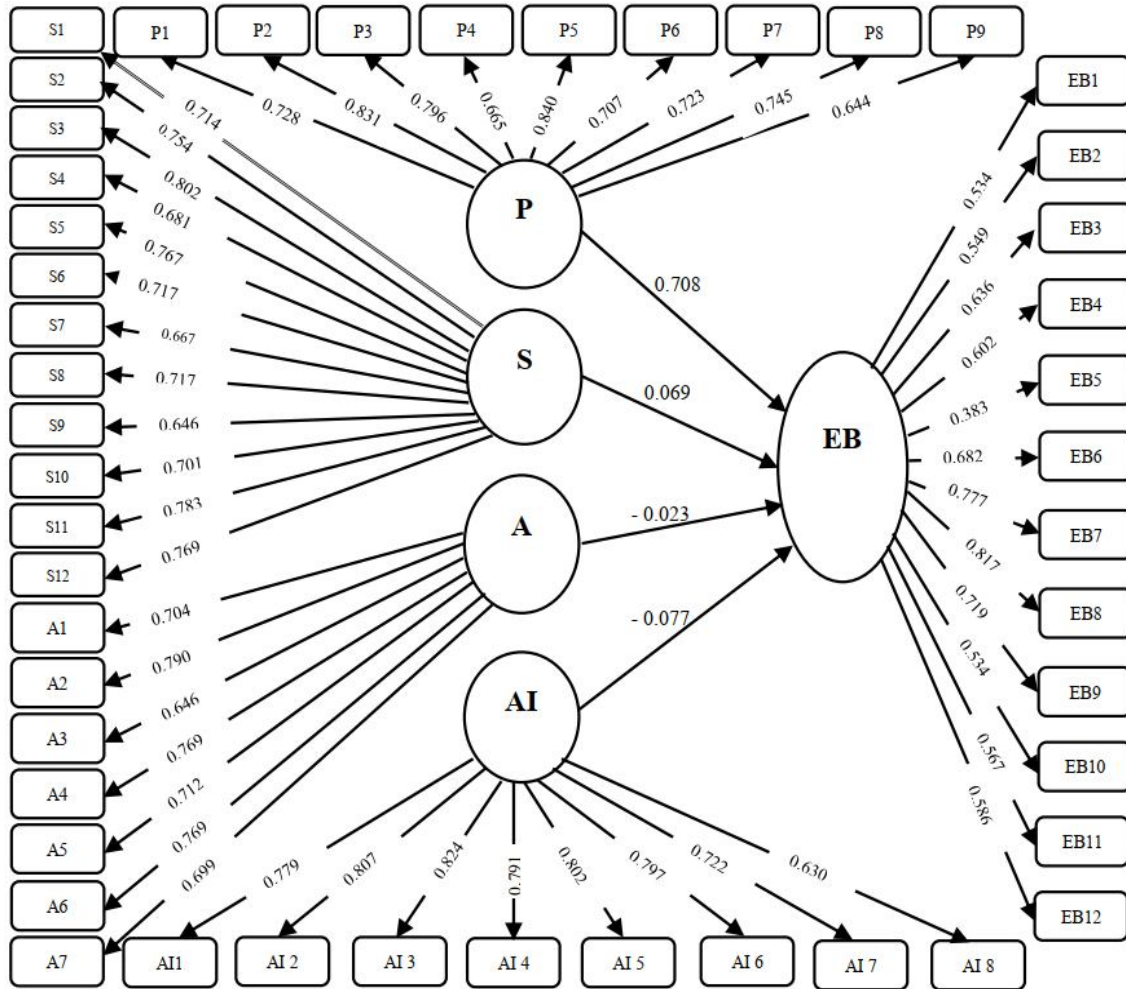 S1
P1
P2
P3
P4
P5
P6
P7
P8
P9
S2
S3
S4
S5
S6
S7
S8
S9
S10
S11
S12
A1
A2
A3
A4
A5
A6
A7
0.728
0.831
0.796
0.665
0.840
0.707
0.723
0.745
0.644
0.714
0.754
0.802
0.681
0.767
0.717
0.667
0.717
0.646
0.701
0.783
0.769
0.704
0.790
0.646
0.769
0.712
0.769
0.699
P
S
A
AI
EB
0.708
0.069
- 0.023
- 0.077
0.534
0.549
0.636
0.602
0.383
0.682
0.777
0.817
0.719
0.534
0.567
0.586
EB1
EB2
EB3
EB4
EB5
EB6
EB7
EB8
EB9
EB10
EB11
EB12
0.779
0.807
0.824
0.791
0.802
0.797
0.722
0.630
AI1
AI 2
AI 3
AI 4
AI 5
AI 6
AI 7
AI 8